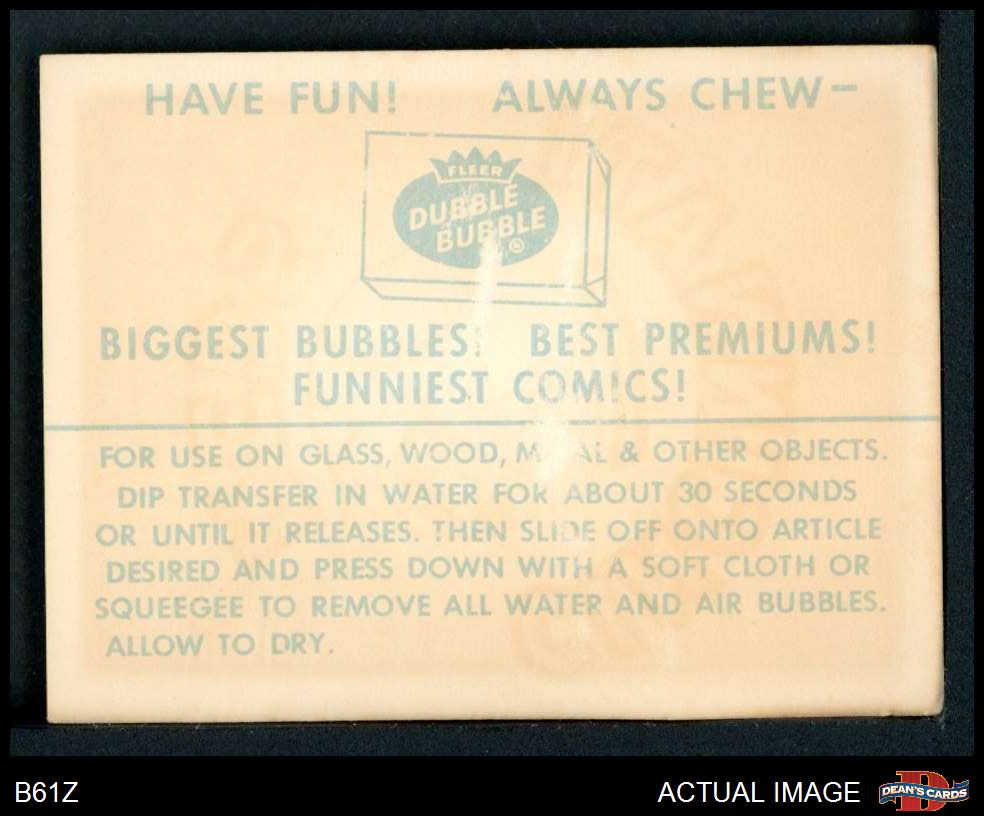 HAVE FUN! ALWAYS CHEW–
FLEER
DUBBLE
BUBBLE
BIGGEST BUBBLES! BEST PREMIUMS!
FUNNIEST COMICS!
FOR USE ON GLASS, WOOD, METAL & OTHER OBJECTS.
DIP TRANSFER IN WATER FOR ABOUT 30 SECONDS
OR UNTIL IT RELEASES. THEN SLIDE OFF ONTO ARTICLE
DESIRED AND PRESS DOWN WITH A SOFT CLOTH OR
SQUEEGEE TO REMOVE ALL WATER AND AIR BUBBLES.
ALLOW TO DRY.
B61Z ACTUAL IMAGE D DEAN'S CARDS